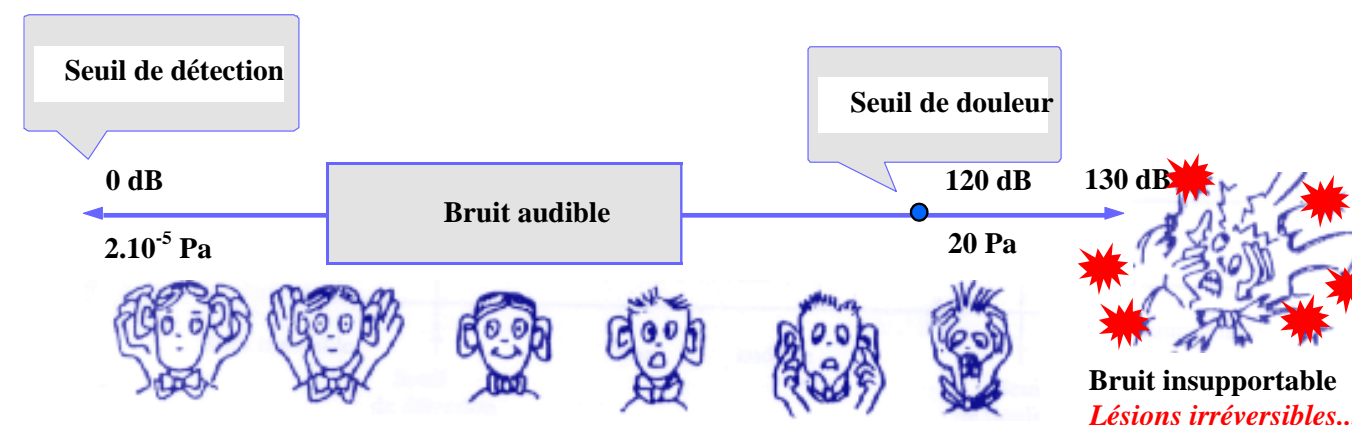 Seuil de détection
Seuil de douleur
0 dB
120 dB
130 dB
Bruit audible
2.10⁻⁵ Pa
20 Pa
Bruit insupportable
Lésions irréversibles...